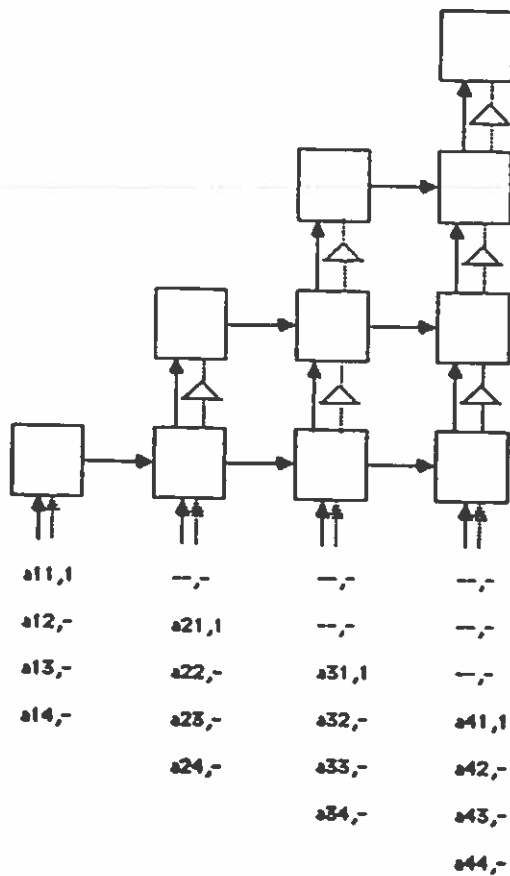 a11,1 --,- --,- --,-
a12,- a21,1 --,- --,-
a13,- a22,- a31,1 --,-
a14,- a23,- a32,- a41,1
a24,- a33,- a42,-
a34,- a43,-
a44,-